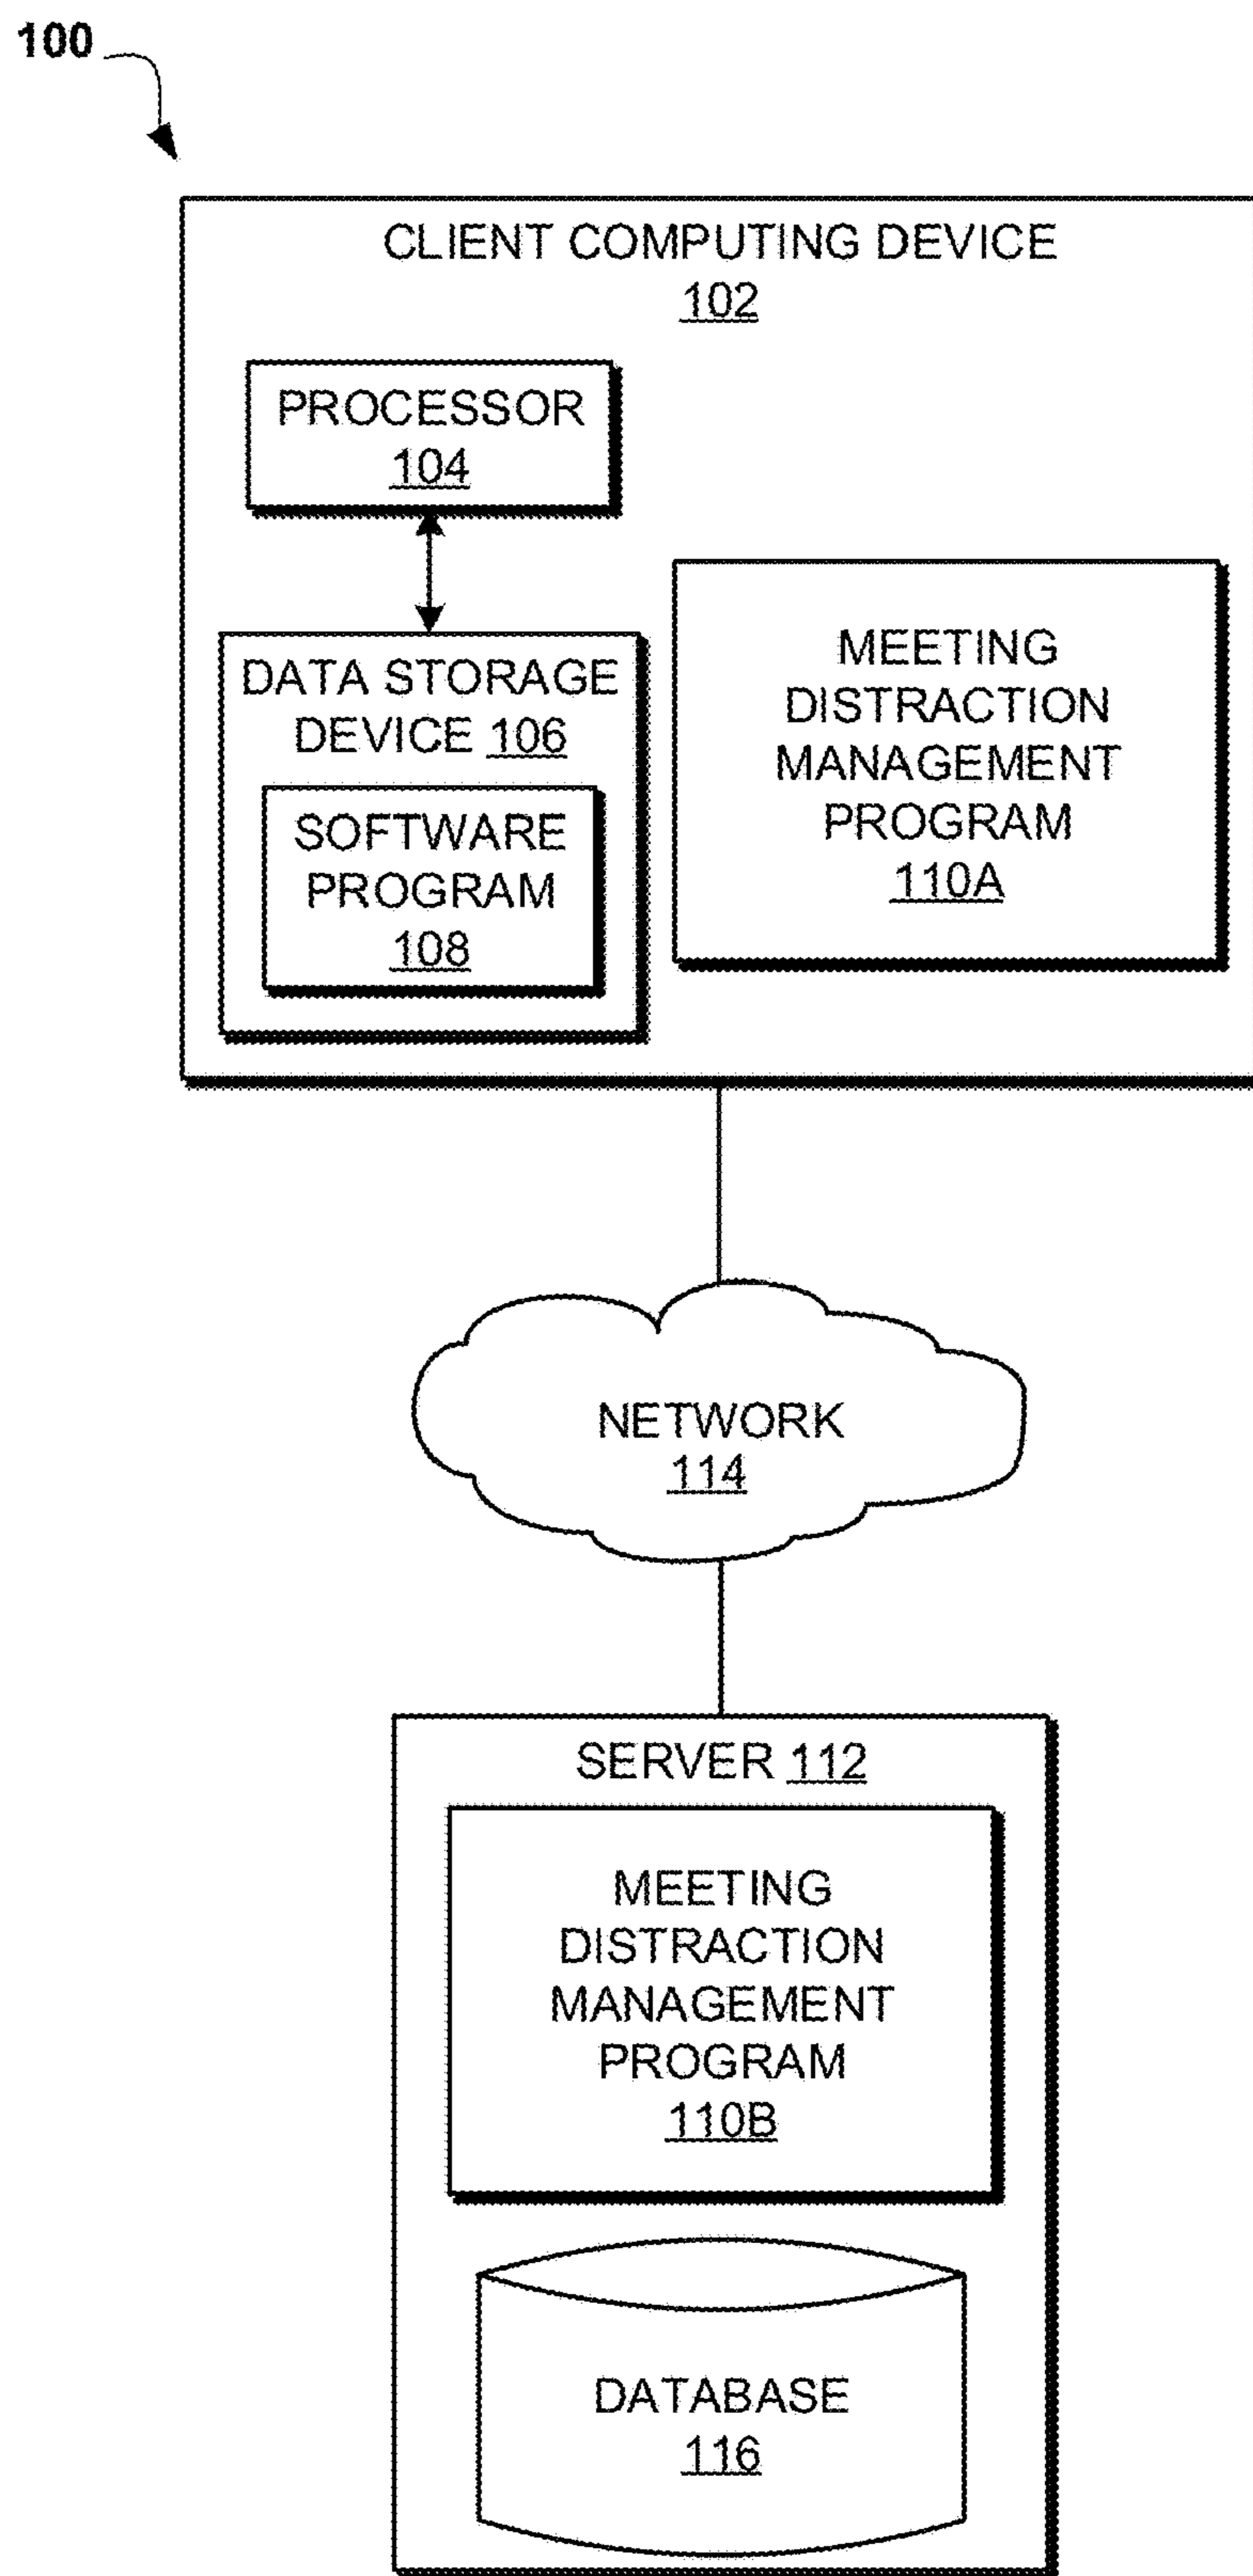 100
CLIENT COMPUTING DEVICE
102
PROCESSOR
104
DATA STORAGE
DEVICE 106
SOFTWARE
PROGRAM
108
MEETING
DISTRACTION
MANAGEMENT
PROGRAM
110A
NETWORK
114
SERVER 112
MEETING
DISTRACTION
MANAGEMENT
PROGRAM
110B
DATABASE
116